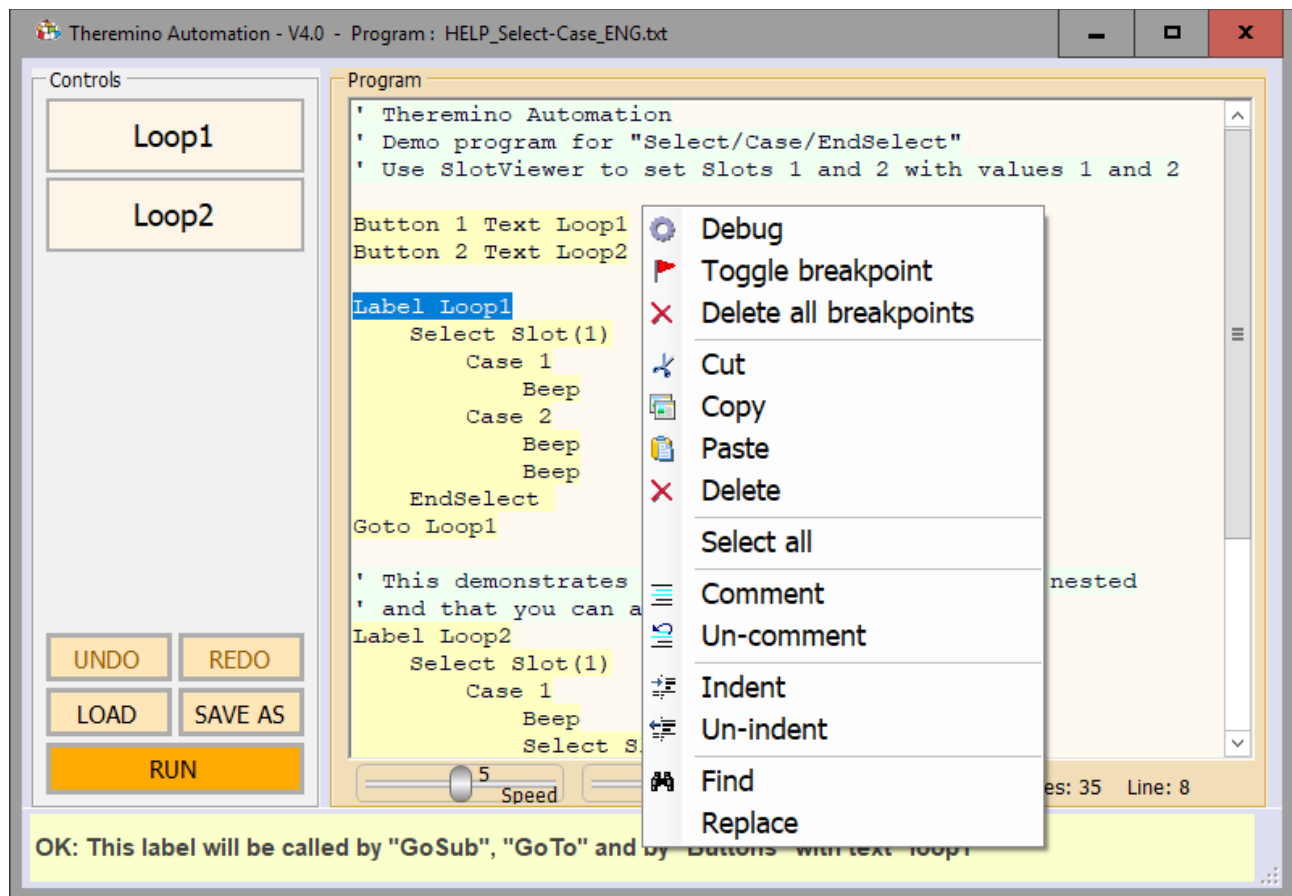 Theremino Automation - V4.0 - Program : HELP_Select-Case_ENG.txt
Controls
Loop1
Loop2
UNDO REDO
LOAD SAVE AS
RUN
Program
' Theremino Automation
' Demo program for "Select/Case/EndSelect"
' Use SlotViewer to set Slots 1 and 2 with values 1 and 2
Button 1 Text Loop1
Button 2 Text Loop2
Label Loop1
Select Slot(1)
Case 1
Beep
Case 2
Beep
Beep
EndSelect
Goto Loop1
' This demonstrates nested
' and that you can a
Label Loop2
Select Slot(1)
Case 1
Beep
Select S
Debug
Toggle breakpoint
Delete all breakpoints
Cut
Copy
Paste
Delete
Select all
Comment
Un-comment
Indent
Un-indent
Find
Replace
5
Speed
es: 35 Line: 8
OK: This label will be called by "GoSub", "GoTo" and by "Buttons" with text "loop1"